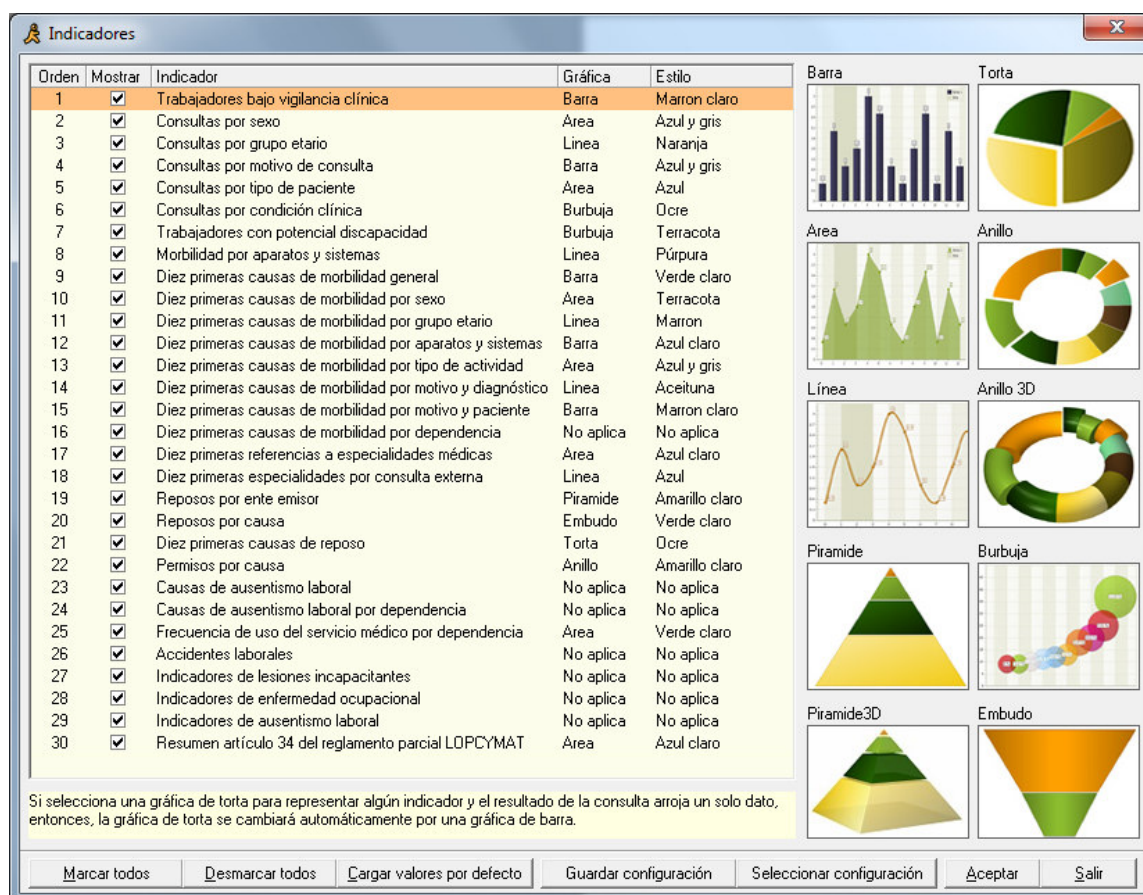 Indicadores
Orden Mostrar Indicador Gráfica Estilo
1 Trabajadores bajo vigilancia clínica Barra Marron claro
2 Consultas por sexo Area Azul y gris
3 Consultas por grupo etario Linea Naranja
4 Consultas por motivo de consulta Barra Azul y gris
5 Consultas por tipo de paciente Area Azul
6 Consultas por condición clínica Burbuja Ocre
7 Trabajadores con potencial discapacidad Burbuja Terracota
8 Morbilidad por aparatos y sistemas Linea Púrpura
9 Diez primeras causas de morbilidad general Barra Verde claro
10 Diez primeras causas de morbilidad por sexo Area Terracota
11 Diez primeras causas de morbilidad por grupo etario Linea Marron
12 Diez primeras causas de morbilidad por aparatos y sistemas Barra Azul claro
13 Diez primeras causas de morbilidad por tipo de actividad Area Azul y gris
14 Diez primeras causas de morbilidad por motivo y diagnóstico Linea Aceituna
15 Diez primeras causas de morbilidad por motivo y paciente Barra Marron claro
16 Diez primeras causas de morbilidad por dependencia No aplica No aplica
17 Diez primeras referencias a especialidades médicas Area Azul claro
18 Diez primeras especialidades por consulta externa Linea Azul
19 Reposos por ente emisor Piramide Amarillo claro
20 Reposos por causa Embudo Verde claro
21 Diez primeras causas de reposo Torta Ocre
22 Permisos por causa Anillo Amarillo claro
23 Causas de ausentismo laboral No aplica No aplica
24 Causas de ausentismo laboral por dependencia No aplica No aplica
25 Frecuencia de uso del servicio médico por dependencia Area Verde claro
26 Accidentes laborales No aplica No aplica
27 Indicadores de lesiones incapacitantes No aplica No aplica
28 Indicadores de enfermedad ocupacional No aplica No aplica
29 Indicadores de ausentismo laboral No aplica No aplica
30 Resumen artículo 34 del reglamento parcial LOPCYMAT Area Azul claro
Si selecciona una gráfica de torta para representar algún indicador y el resultado de la consulta arroja un solo dato,
entonces, la gráfica de torta se cambiará automáticamente por una gráfica de barra.
Barra Torta
Area Anillo
Línea Anillo 3D
Piramide Burbuja
Piramide3D Embudo
Marcar todos Desmarcar todos Cargar valores por defecto Guardar configuración Seleccionar configuración Aceptar Salir